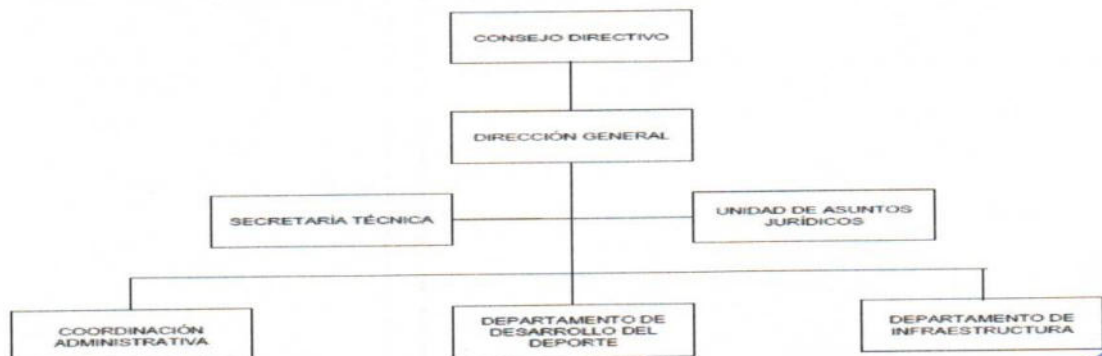 CONSEJO DIRECTIVO
DIRECCIÓN GENERAL
SECRETARÍA TÉCNICA
UNIDAD DE ASUNTOS
JURÍDICOS
COORDINACIÓN
ADMINISTRATIVA
DEPARTAMENTO DE
DESARROLLO DEL
DEPORTE
DEPARTAMENTO DE
INFRAESTRUCTURA